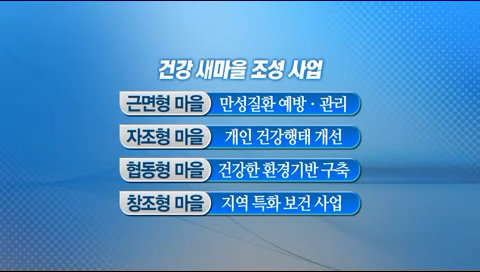 건강 새마을 조성 사업
근면형 마을 만성질환 예방·관리
자조형 마을 개인 건강행태 개선
협동형 마을 건강한 환경기반 구축
창조형 마을 지역 특화 보건 사업